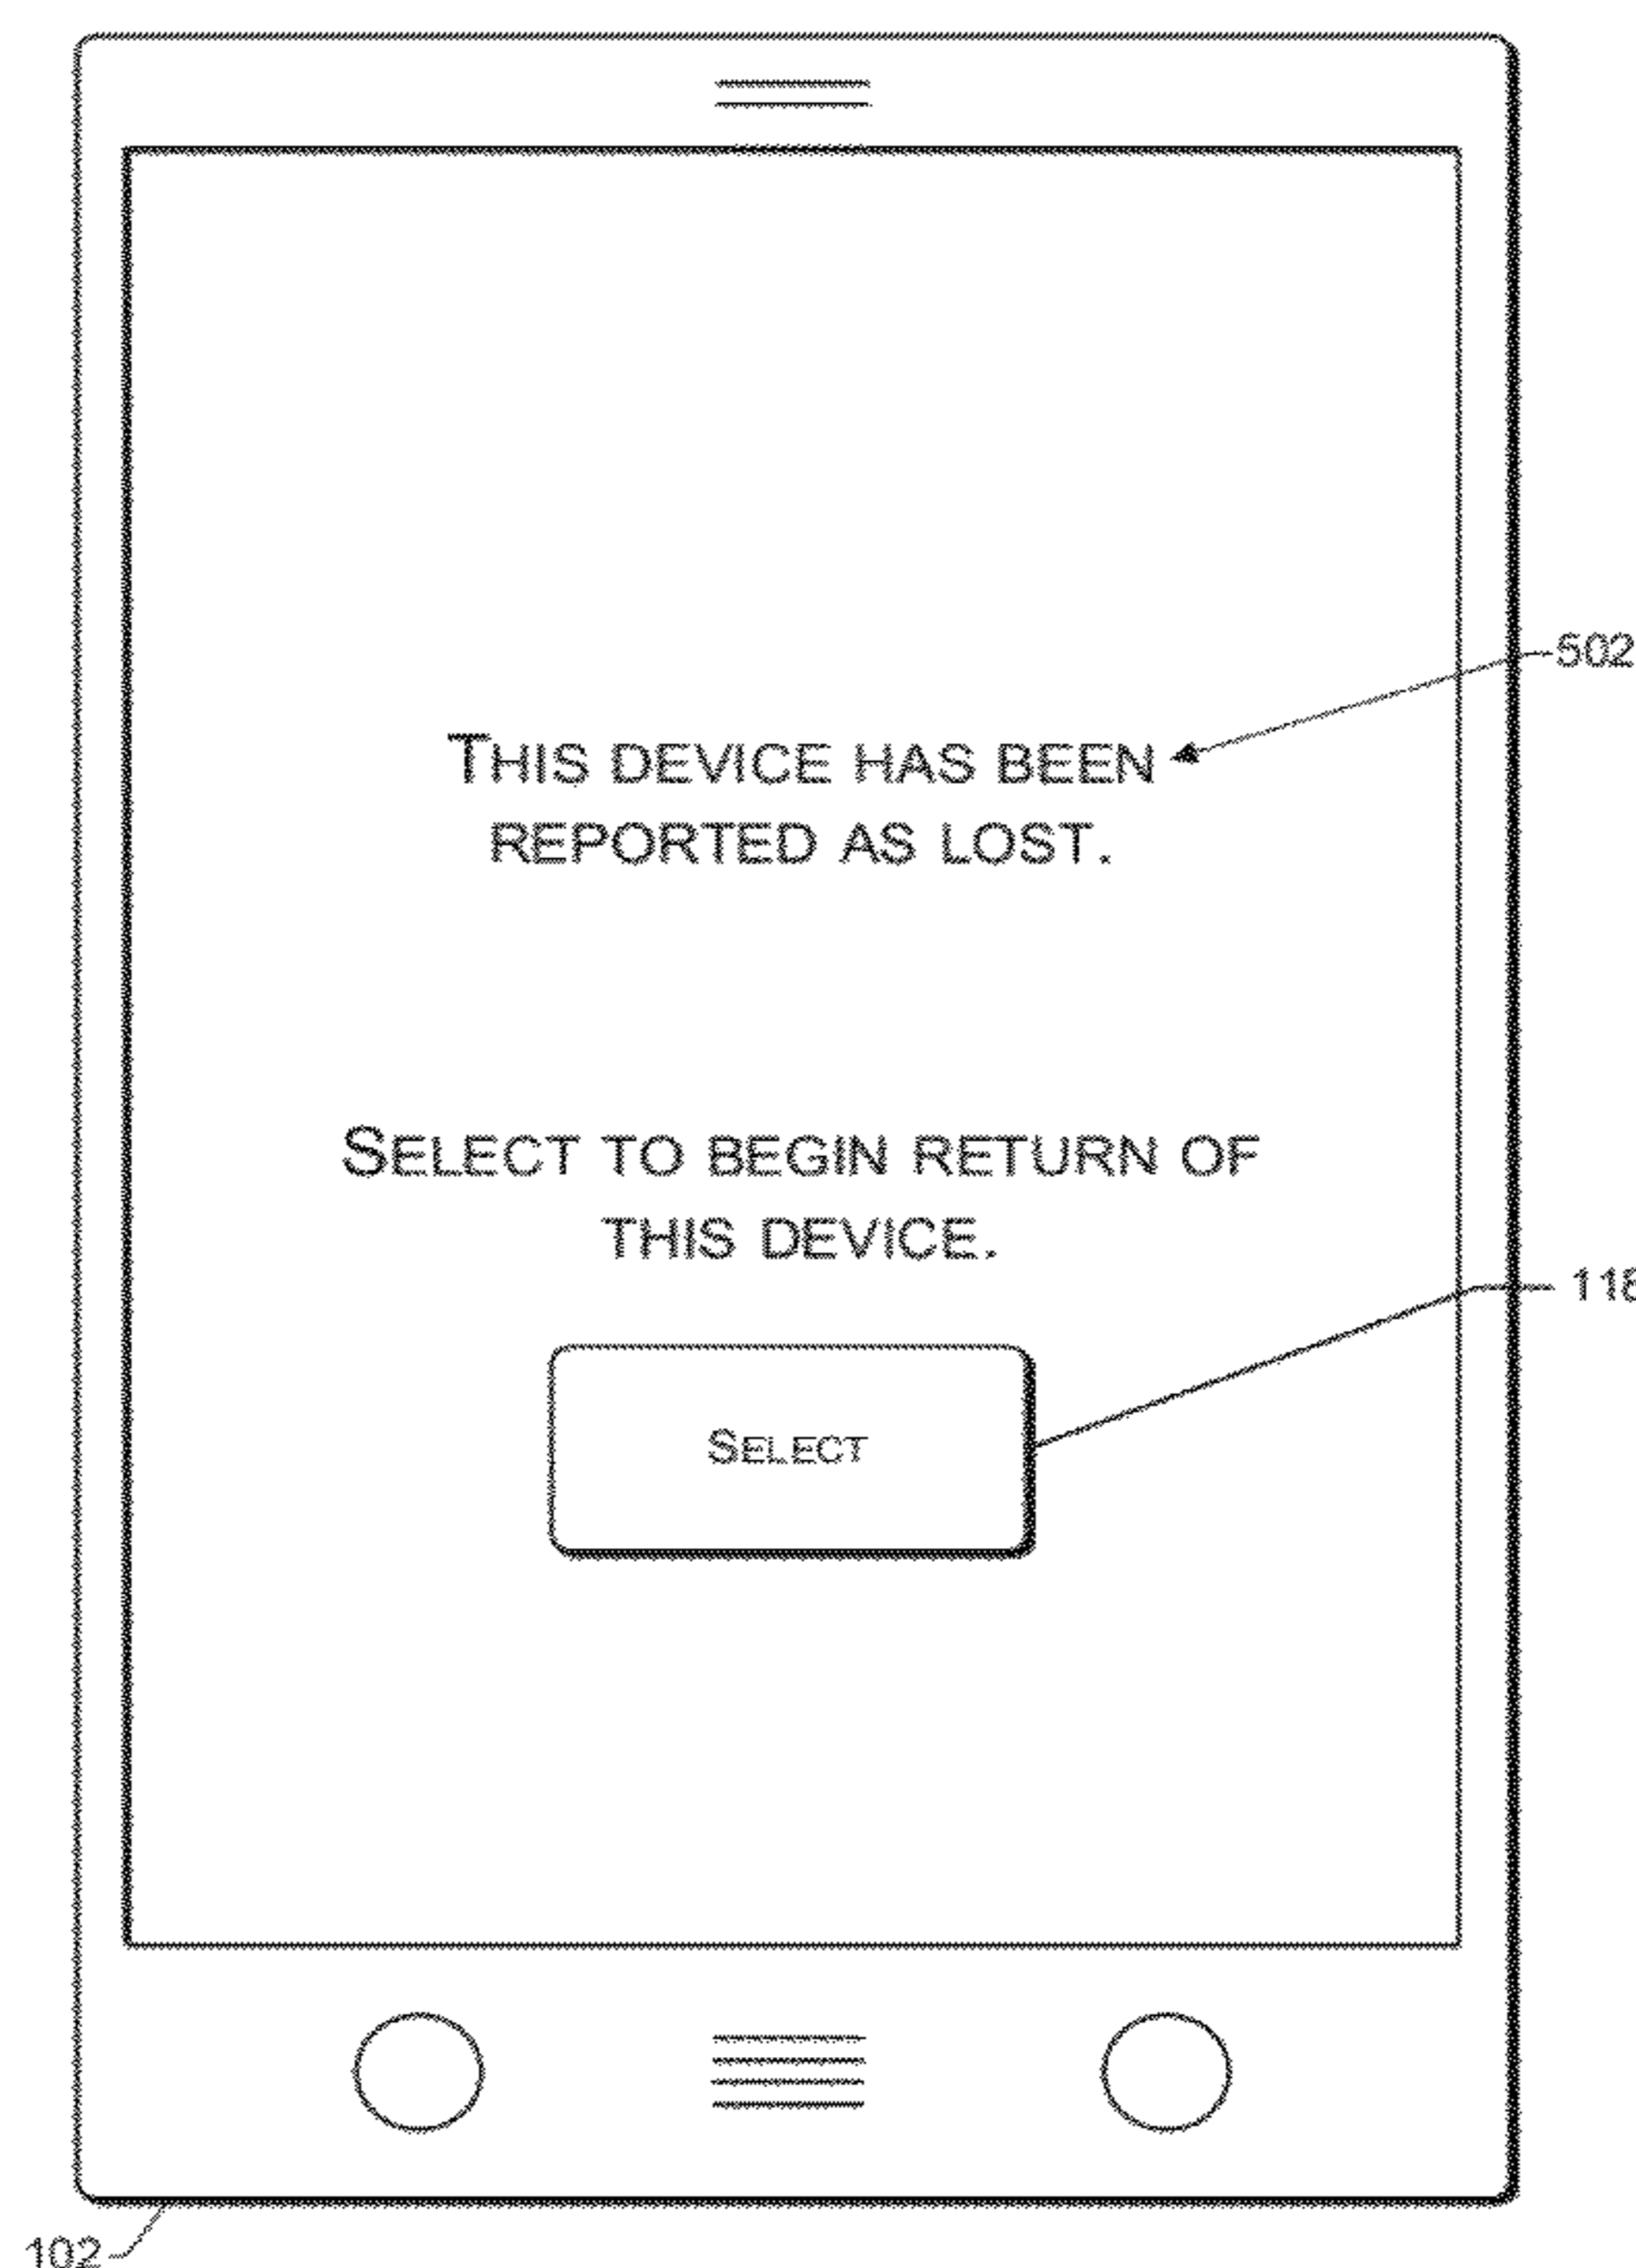 502
THIS DEVICE HAS BEEN
REPORTED AS LOST.
SELECT TO BEGIN RETURN OF
THIS DEVICE.
SELECT
102